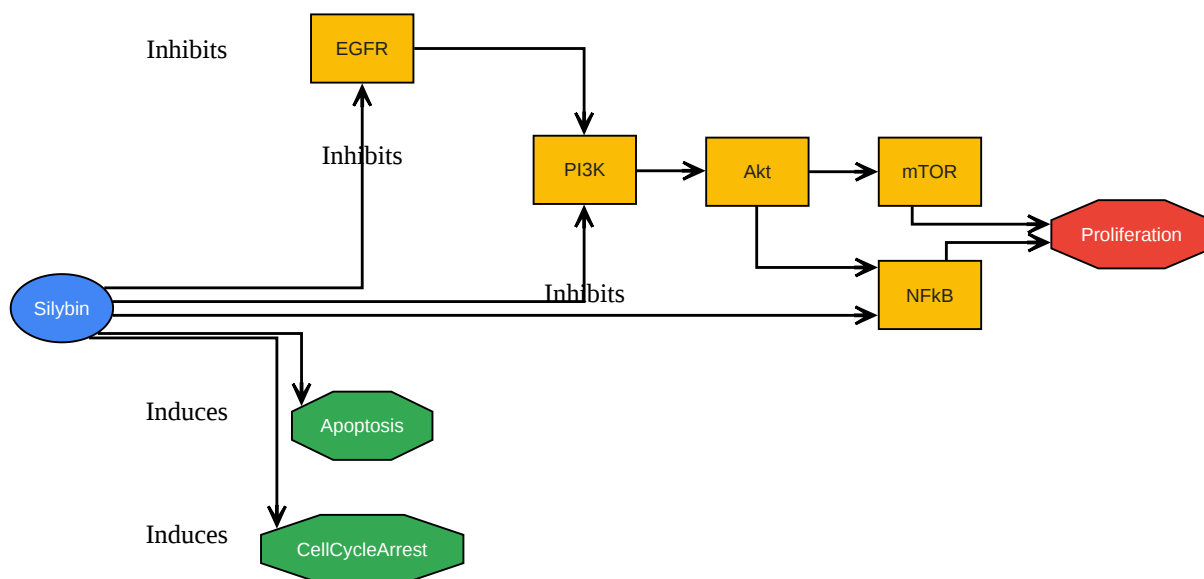 Inhibits
EGFR
Inhibits
PI3K
Akt
mTOR
Proliferation
Silybin
Inhibits
NFkB
Induces
Apoptosis
Induces
CellCycleArrest